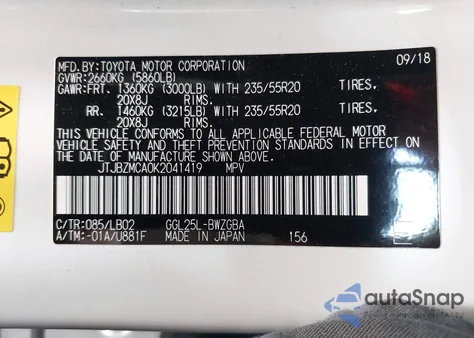 MFD.BY:TOYOTA MOTOR CORPORATION 09/18
GVWR:2660KG (5860LB)
GAWR:FRT. 1360KG (3000LB) WITH 235/55R20 TIRES.
20X8J RIMS.
RR. 1460KG (3215LB) WITH 235/55R20 TIRES.
20X8J RIMS.
THIS VEHICLE CONFORMS TO ALL APPLICABLE FEDERAL MOTOR
VEHICLE SAFETY AND THEFT PREVENTION STANDARDS IN EFFECT
ON THE DATE OF MANUFACTURE SHOWN ABOVE.
JTJBZMCA0K2041419 MPV
C/TR:085/LB02 GGL25L-BWZGBA
A/TM:-01A/U881F MADE IN JAPAN 156
autoSnap